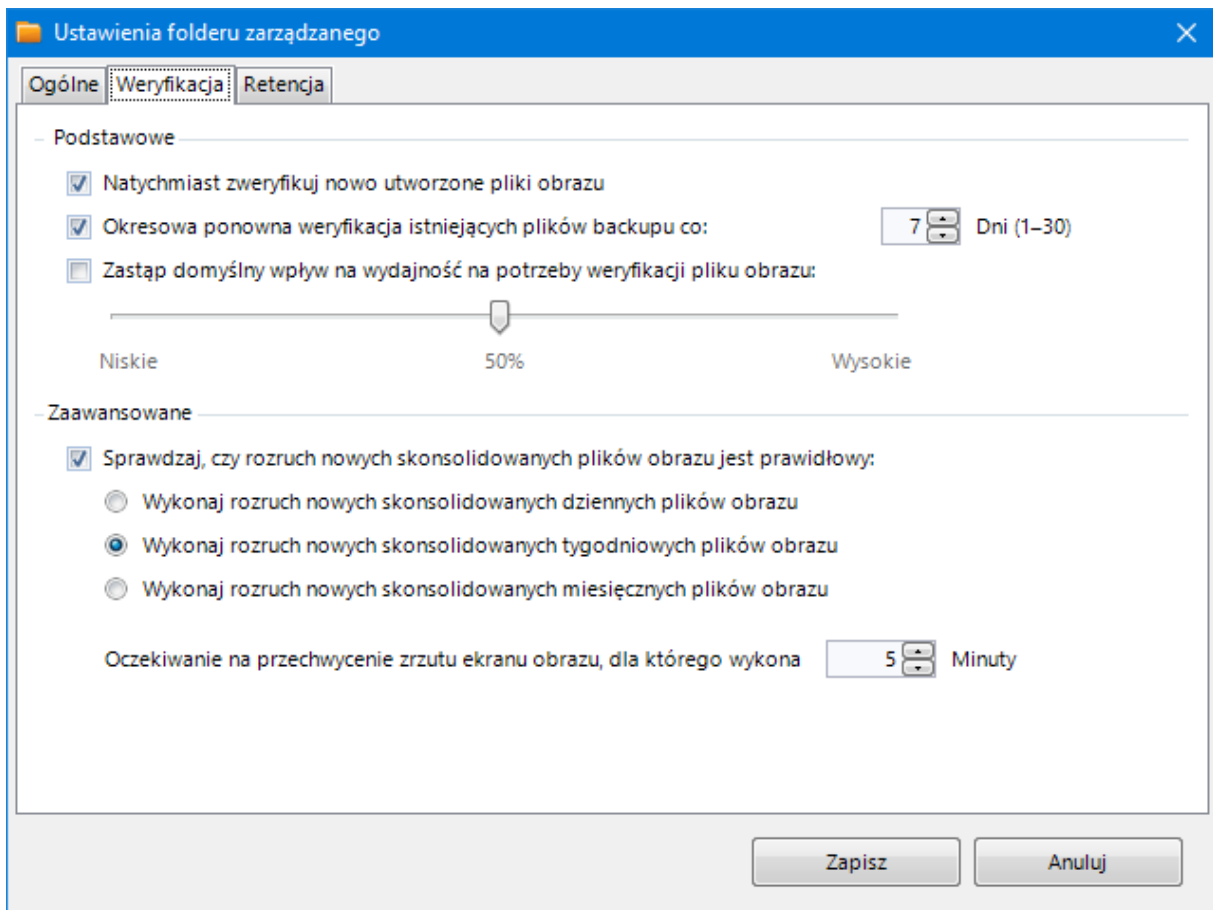 Ustawienia folderu zarządzanego
Ogólne Weryfikacja Retencja
Podstawowe
Natychmiast zweryfikuj nowo utworzone pliki obrazu
Okresowa ponowna weryfikacja istniejących plików backupu co: 7 Dni (1–30)
Zastąp domyślny wpływ na wydajność na potrzeby weryfikacji pliku obrazu:
Niskie 50% Wysokie
Zaawansowane
Sprawdzaj, czy rozruch nowych skonsolidowanych plików obrazu jest prawidłowy:
Wykonaj rozruch nowych skonsolidowanych dziennych plików obrazu
Wykonaj rozruch nowych skonsolidowanych tygodniowych plików obrazu
Wykonaj rozruch nowych skonsolidowanych miesięcznych plików obrazu
Oczekiwanie na przechwycenie zrzutu ekranu obrazu, dla którego wykona 5 Minuty
Zapisz Anuluj